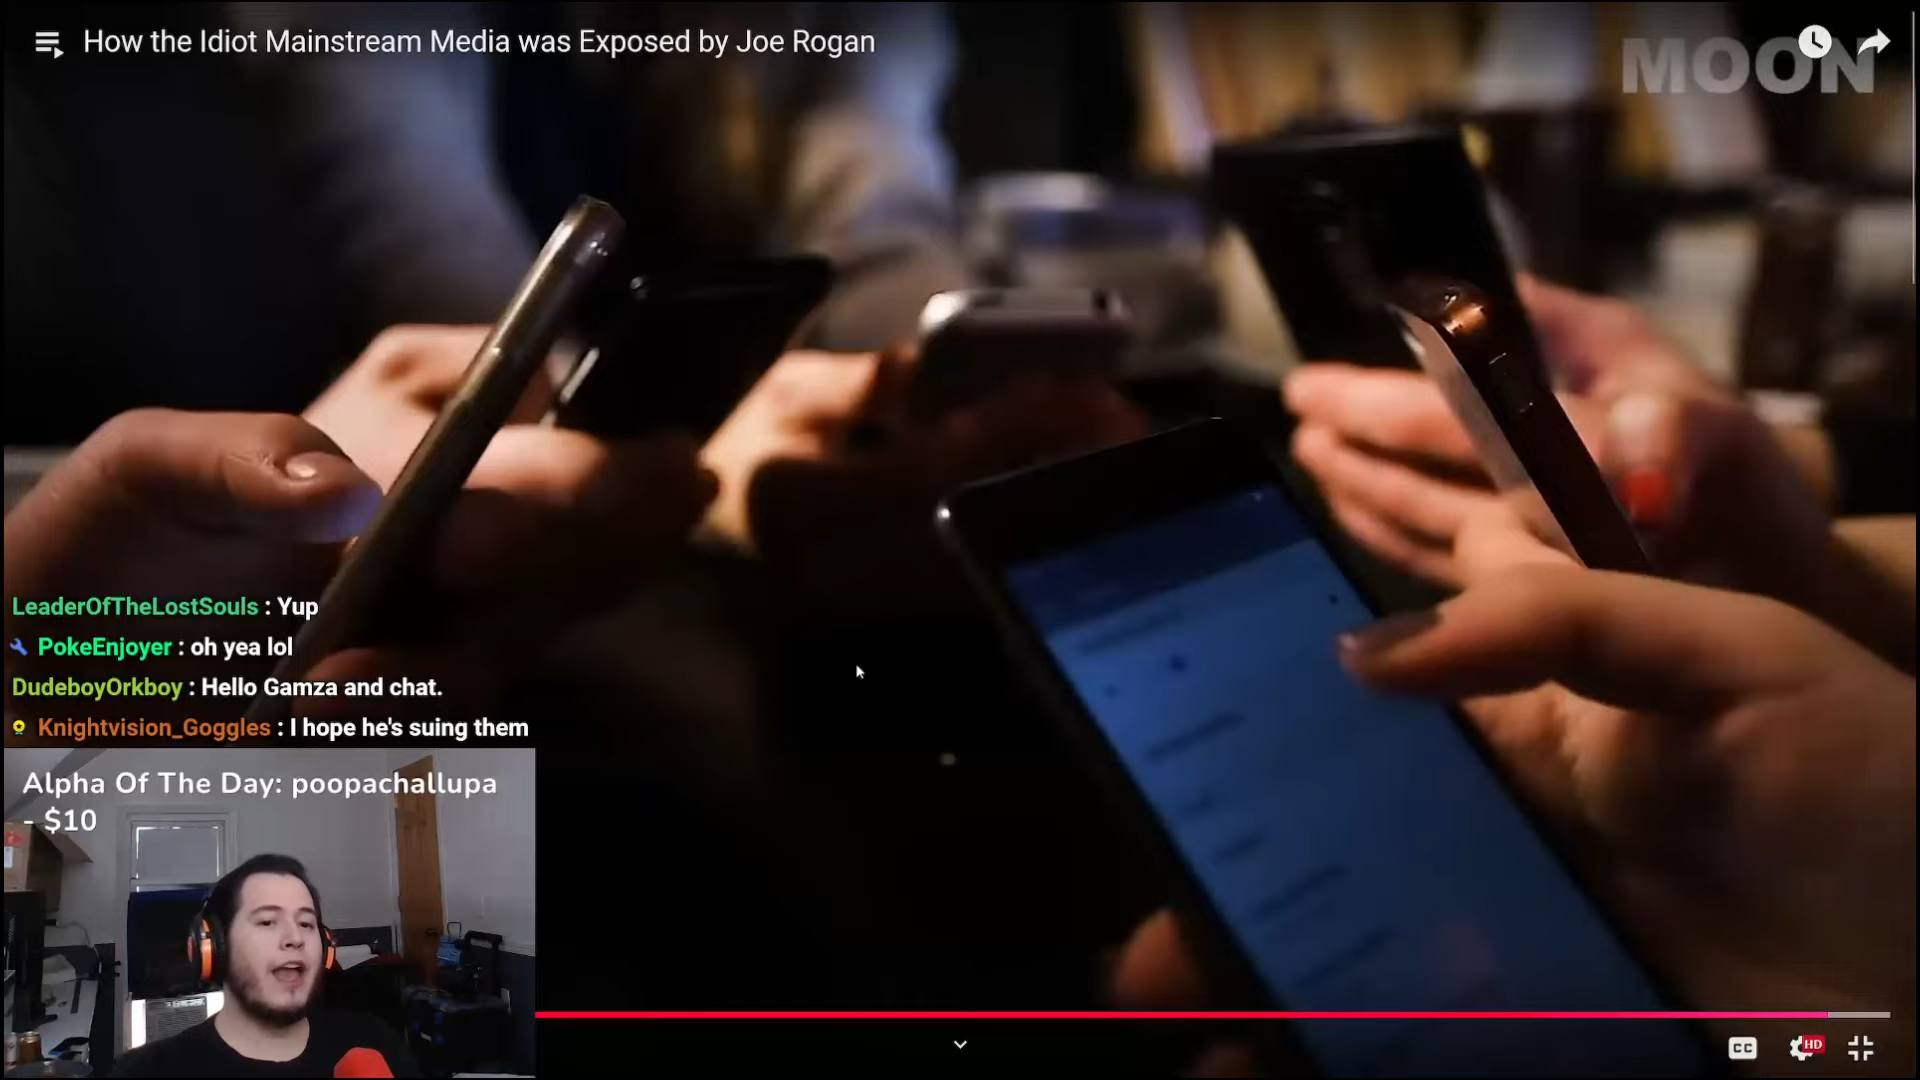 How the Idiot Mainstream Media was Exposed by Joe Rogan
MOON
LeaderOfTheLostSouls : Yup
PokeEnjoyer : oh yea lol
DudeboyOrkboy : Hello Gamza and chat.
Knightvision_Goggles : I hope he's suing them
Alpha Of The Day: poopachallupa
- $10
CC
HD